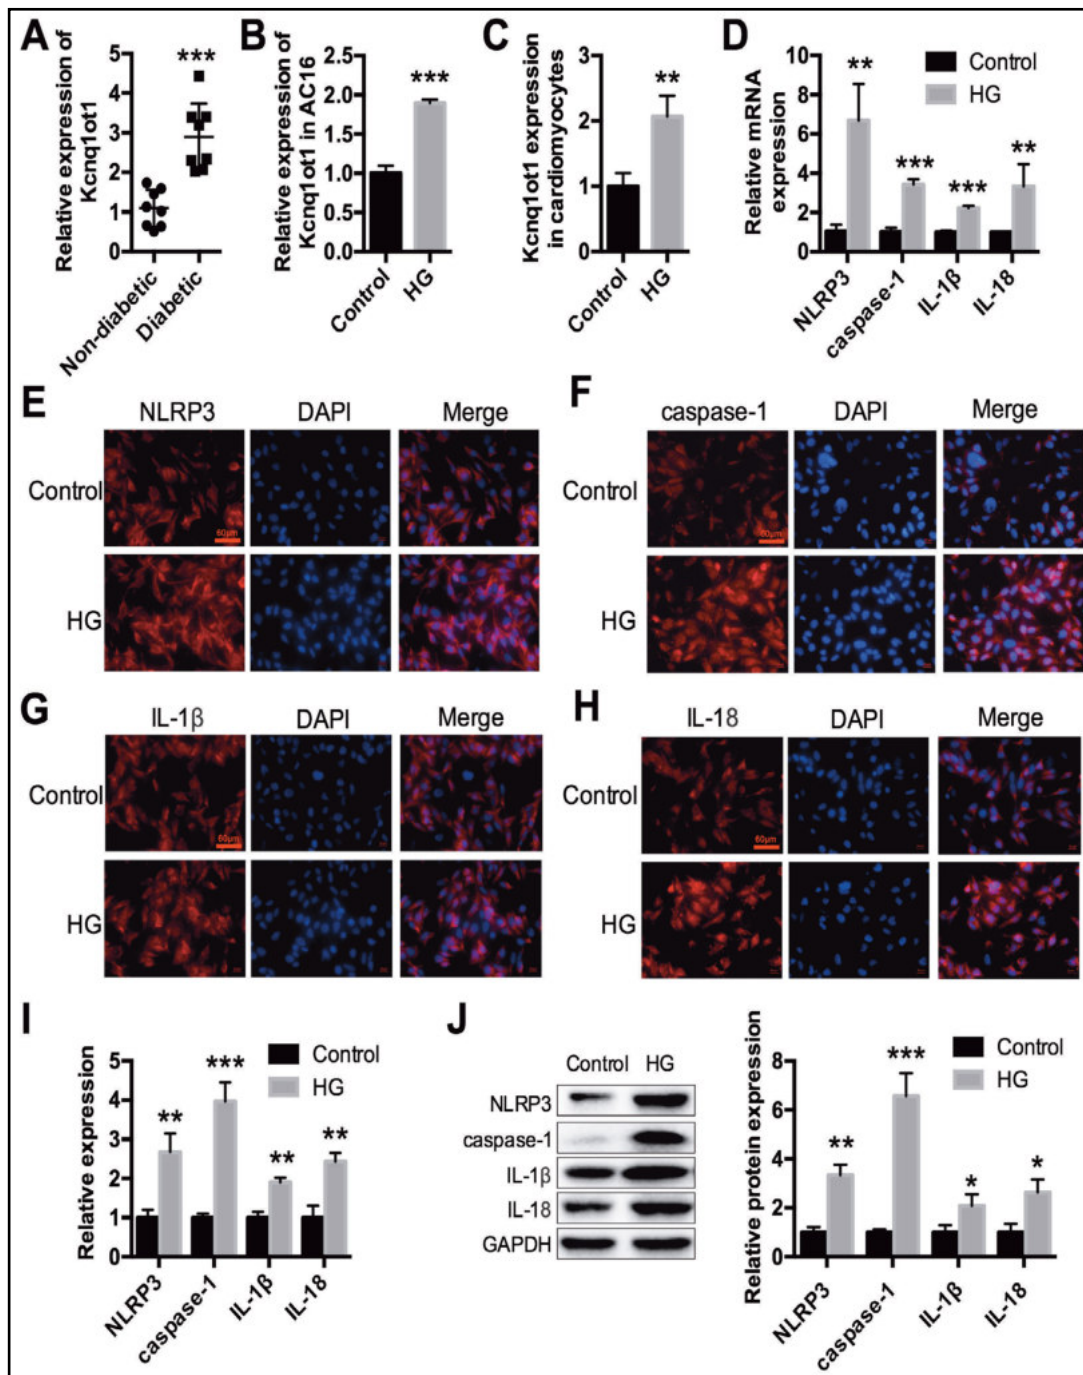 A
Relative expression of
Kcnq1ot1
5
4
3
2
1
0
***
Non-diabetic
Diabetic
B
Relative expression of
Kcnq1ot1 in AC16
2.5
2.0
1.5
1.0
0.5
0.0
***
Control
HG
C
Kcnq1ot1 expression
in cardiomyocytes
3
2
1
0
**
Control
HG
D
Relative mRNA
expression
10
8
6
4
2
0
**
***
***
**
Control
HG
NLRP3
caspase-1
IL-1β
IL-18
E
NLRP3 DAPI Merge
Control
60μm
HG
F
caspase-1 DAPI Merge
Control
60μm
HG
G
IL-1β DAPI Merge
Control
60μm
HG
H
IL-18 DAPI Merge
Control
60μm
HG
I
Relative expression
5
4
3
2
1
0
**
***
**
**
Control
HG
NLRP3
caspase-1
IL-1β
IL-18
J
Control HG
NLRP3
caspase-1
IL-1β
IL-18
GAPDH
Relative protein expression
8
6
4
2
0
**
***
*
*
Control
HG
NLRP3
caspase-1
IL-1β
IL-18